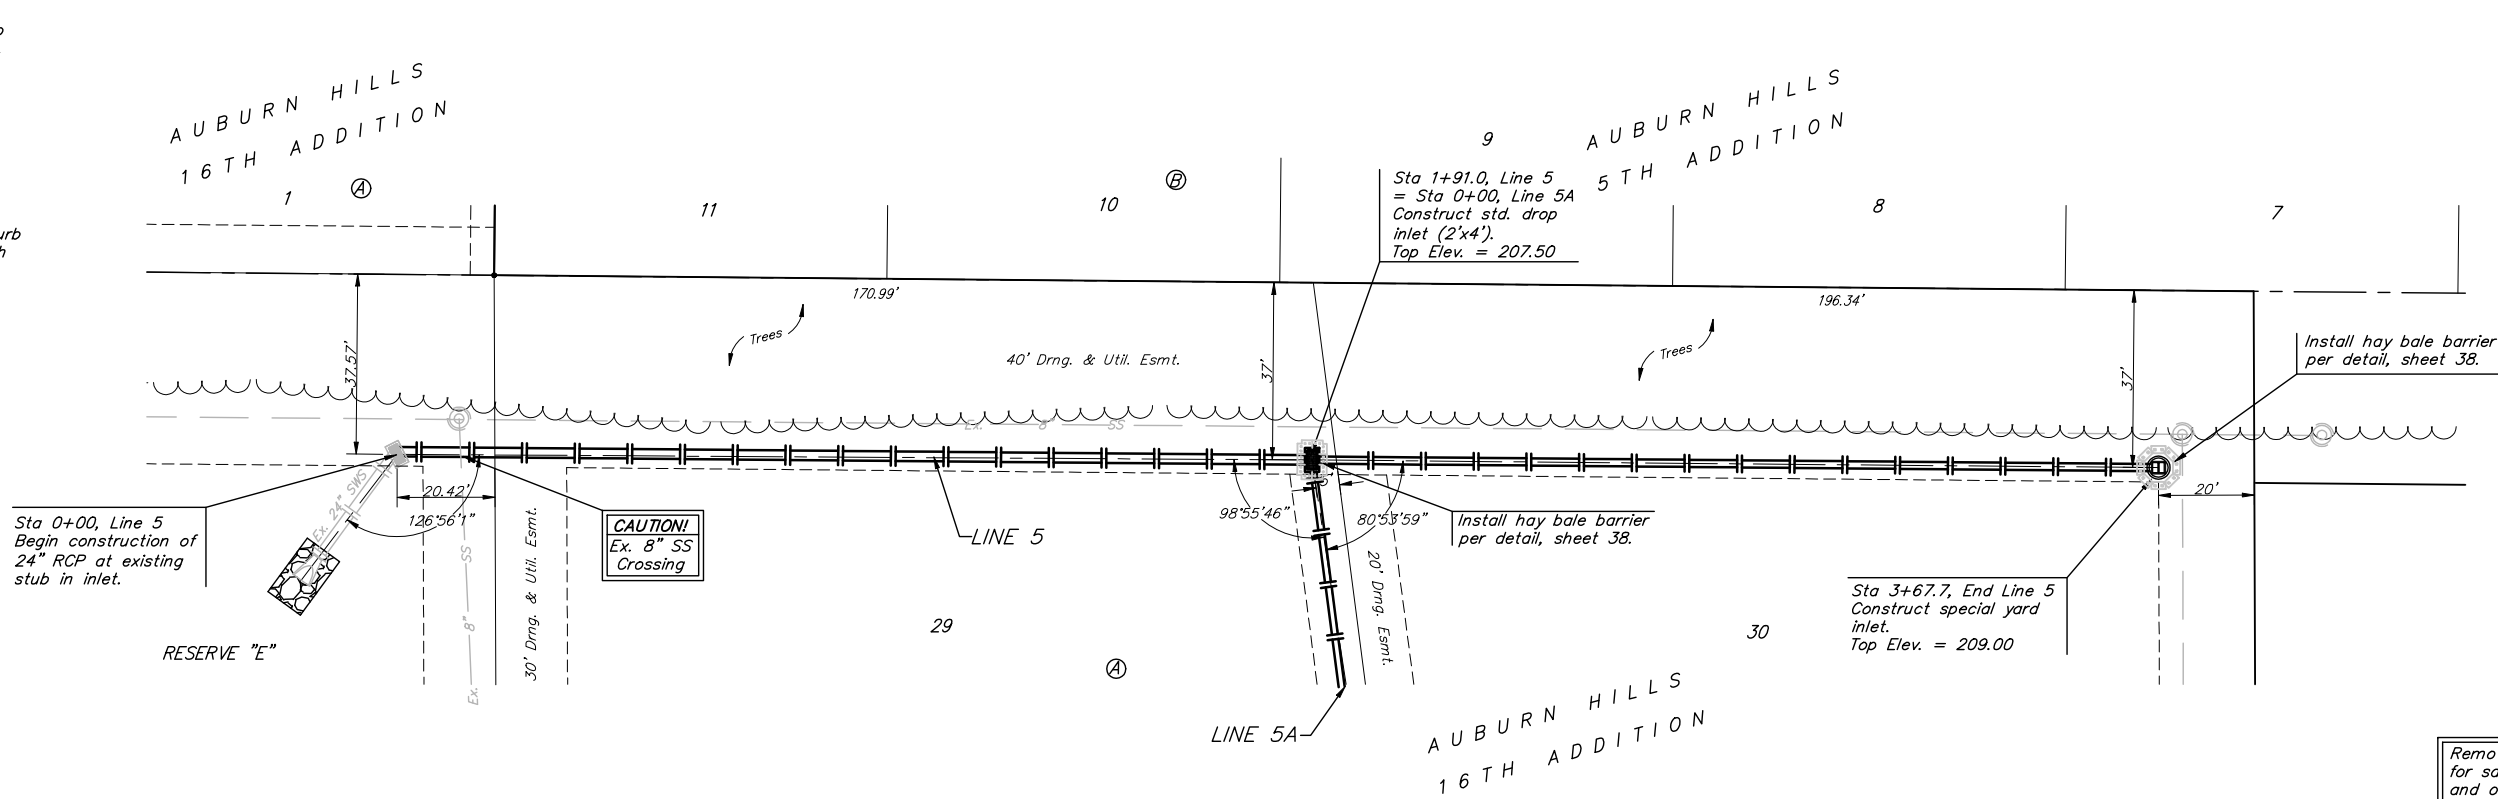 AUBURN HILLS
16TH ADDITION
AUBURN HILLS
5TH ADDITION
1
A
11
10
B
9
8
7
Sta 1+91.0, Line 5
= Sta 0+00, Line 5A
Construct std. drop
inlet (2'x4').
Top Elev. = 207.50
170.99'
196.34'
37.57'
Trees
40' Drng. & Util. Esmt.
37'
Trees
37'
Install hay bale barrier
per detail, sheet 38.
Ex. 8" SS
Sta 0+00, Line 5
Begin construction of
24" RCP at existing
stub in inlet.
Ex. 24" SWS
20.42'
126°56'1"
Ex. 8" SS
30' Drng. & Util. Esmt.
CAUTION!
Ex. 8" SS
Crossing
LINE 5
98°55'46"
80°53'59"
Install hay bale barrier
per detail, sheet 38.
20' Drng. Esmt.
20'
Sta 3+67.7, End Line 5
Construct special yard
inlet.
Top Elev. = 209.00
RESERVE "E"
29
A
30
LINE 5A
AUBURN HILLS
16TH ADDITION
and